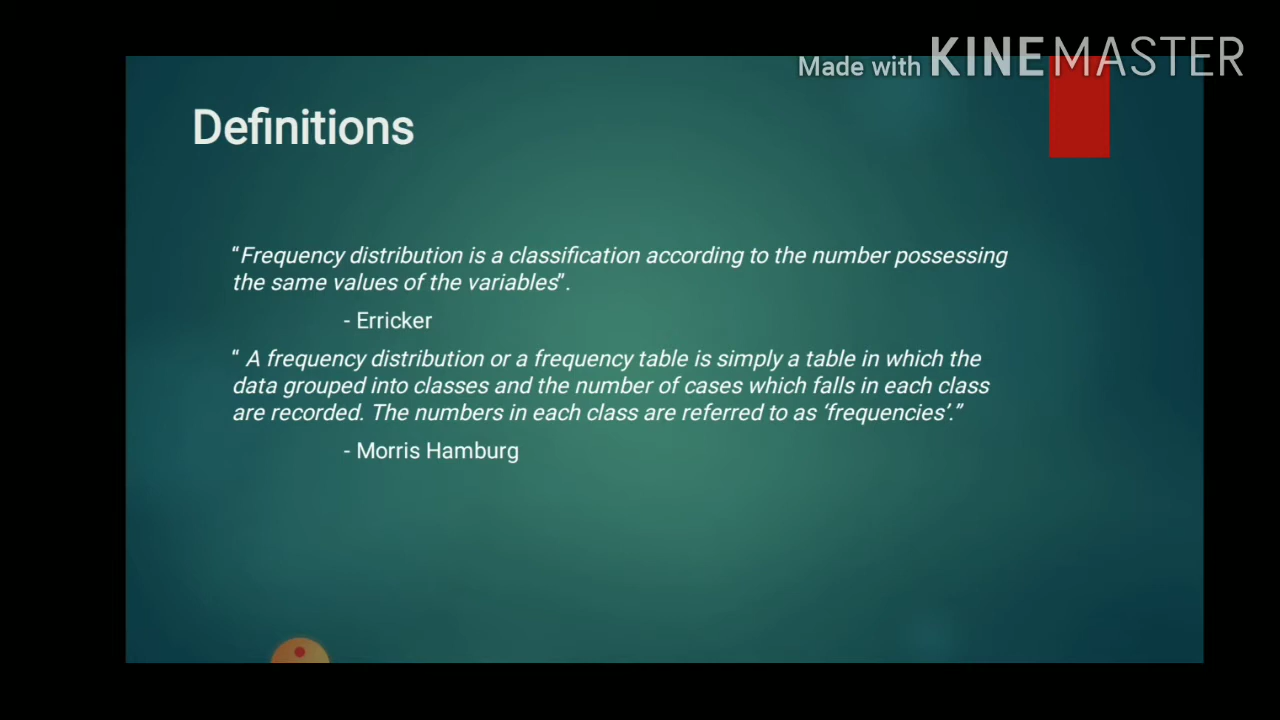 Made with KINEMASTER
Definitions
“Frequency distribution is a classification according to the number possessing
the same values of the variables”.
- Erricker
“ A frequency distribution or a frequency table is simply a table in which the
data grouped into classes and the number of cases which falls in each class
are recorded. The numbers in each class are referred to as ‘frequencies’.”
- Morris Hamburg